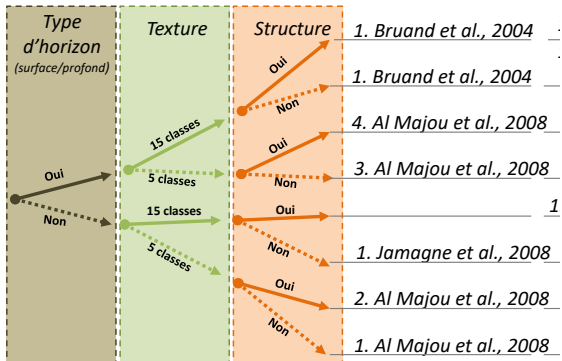 Type
d'horizon
(surface/profond)
Texture
Structure
Oui
Non
15 classes
5 classes
15 classes
5 classes
Oui
Non
Oui
Non
Oui
Non
Oui
Non
1. Bruand et al., 2004
1. Bruand et al., 2004
4. Al Majou et al., 2008
3. Al Majou et al., 2008
1
1. Jamagne et al., 2008
2. Al Majou et al., 2008
1. Al Majou et al., 2008